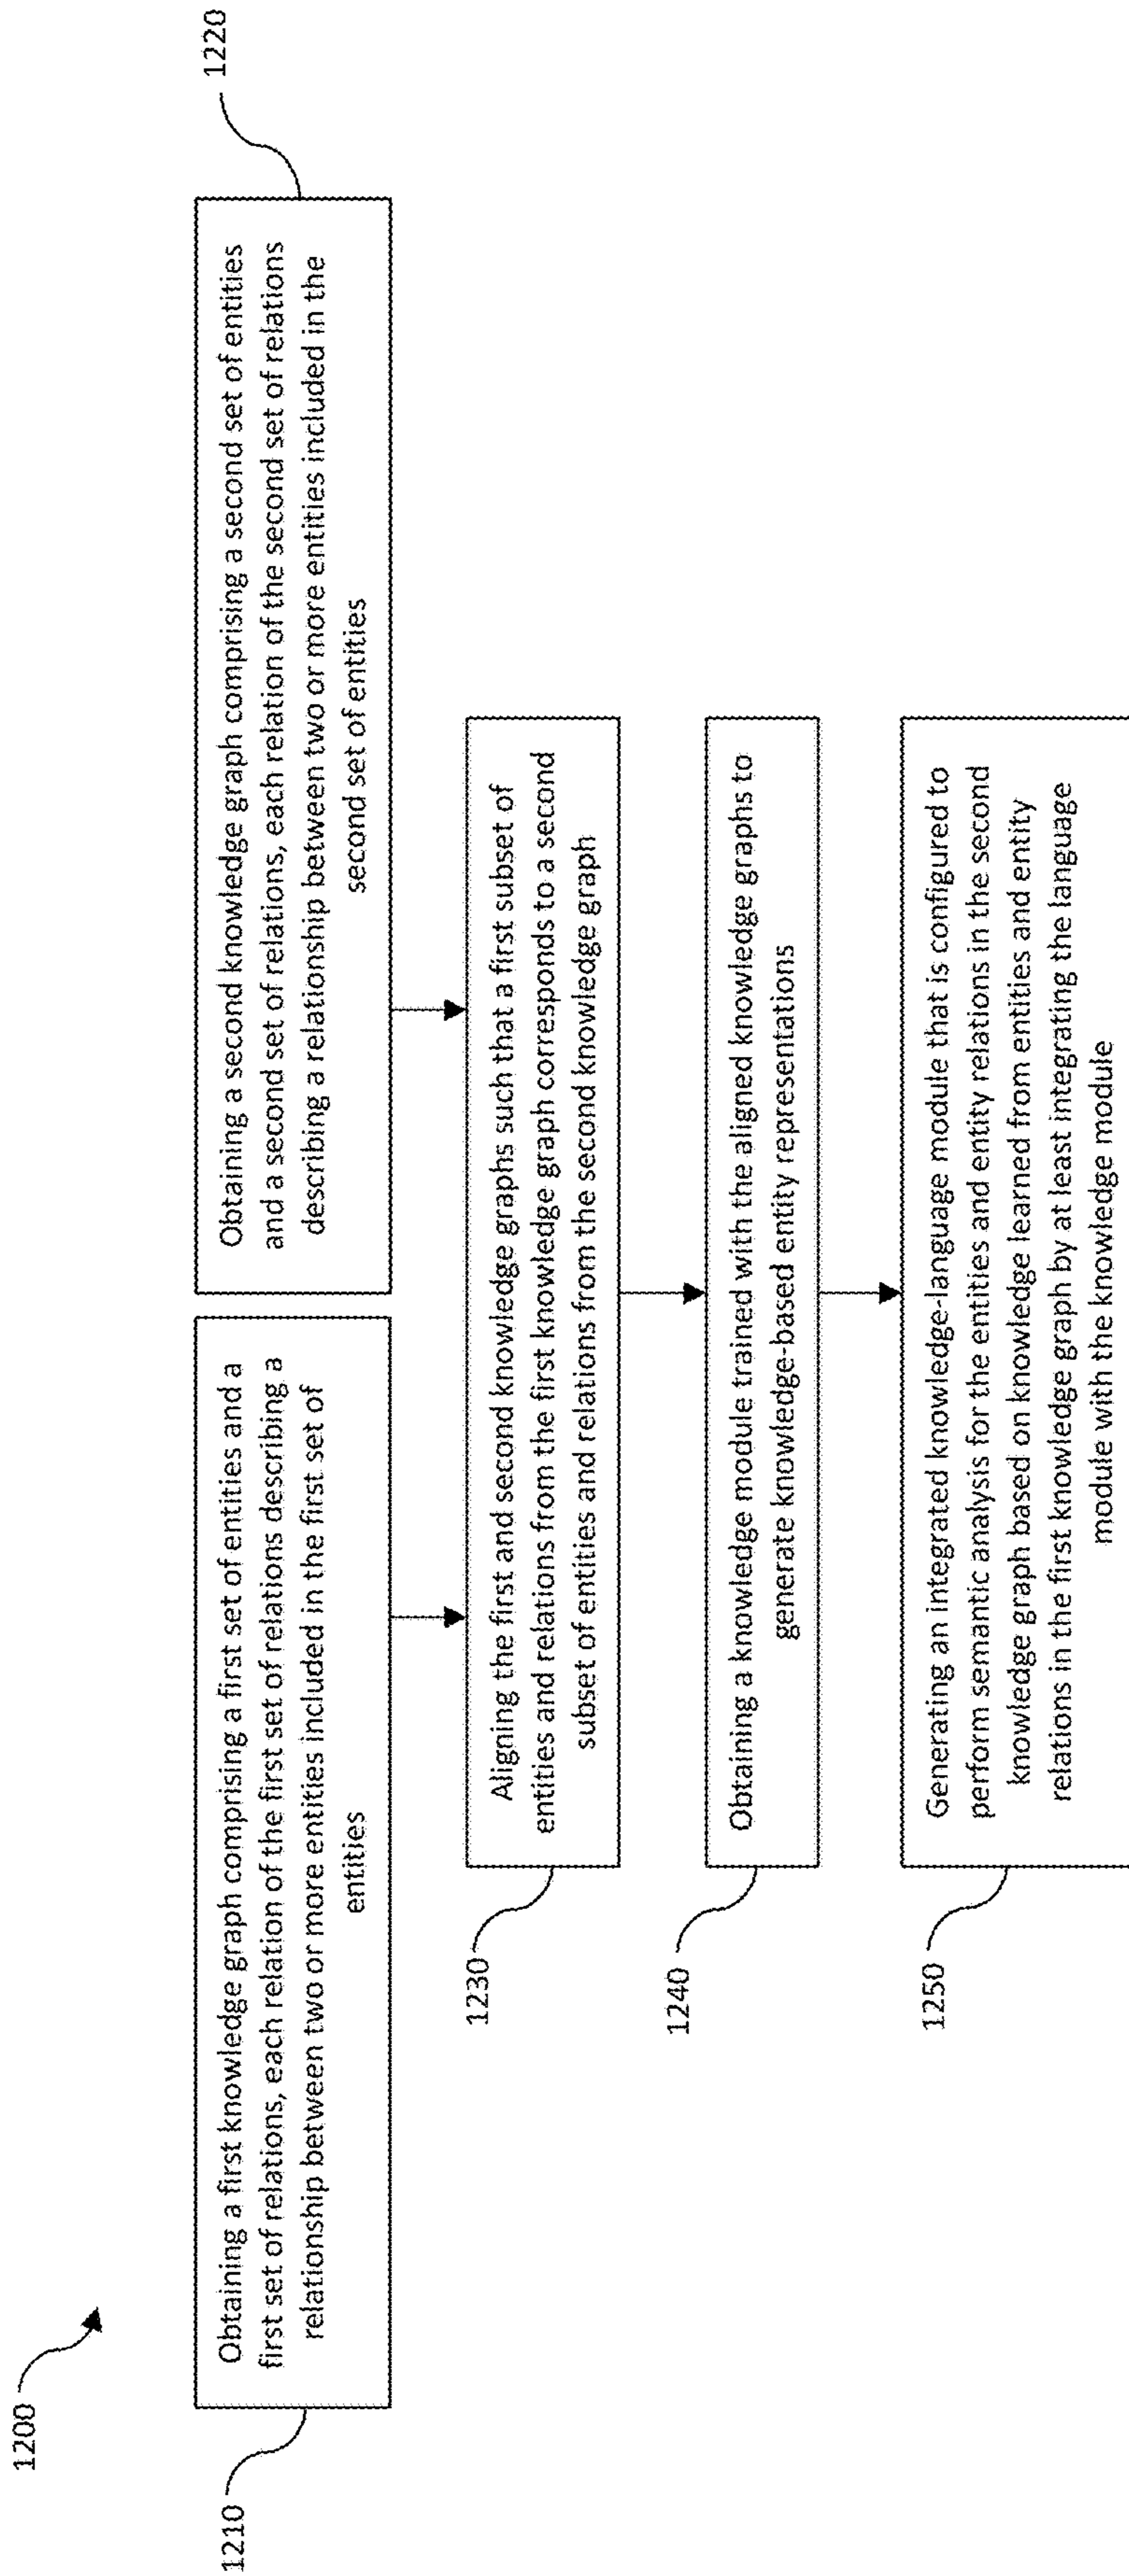 1200
1210
Obtaining a first knowledge graph comprising a first set of entities and a
first set of relations, each relation of the first set of relations describing a
relationship between two or more entities included in the first set of
entities
1220
Obtaining a second knowledge graph comprising a second set of entities
and a second set of relations, each relation of the second set of relations
describing a relationship between two or more entities included in the
second set of entities
1230
Aligning the first and second knowledge graphs such that a first subset of
entities and relations from the first knowledge graph corresponds to a second
subset of entities and relations from the second knowledge graph
1240
Obtaining a knowledge module trained with the aligned knowledge graphs to
generate knowledge-based entity representations
1250
Generating an integrated knowledge-language module that is configured to
perform semantic analysis for the entities and entity relations in the second
knowledge graph based on knowledge learned from entities and entity
relations in the first knowledge graph by at least integrating the language
module with the knowledge module